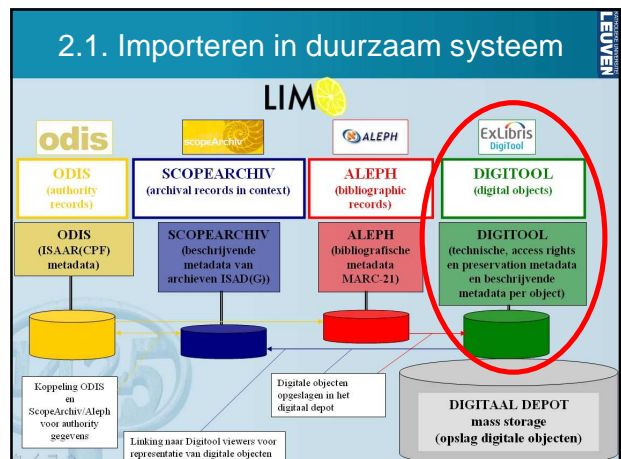 2.1. Importeren in duurzaam systeem
KATHOLIEKE UNIVERSITEIT
LEUVEN
LIM
odis
scopeArchiv
ALEPH
ExLibris
DigiTool
ODIS
(authority
records)
SCOPEARCHIV
(archival records in context)
ALEPH
(bibliographic
records)
DIGITOOL
(digital objects)
ODIS
(ISAAR(CPF)
metadata)
SCOPEARCHIV
(beschrijvende
metadata van
archieven ISAD(G))
ALEPH
(bibliografische
metadata
MARC-21)
DIGITOOL
(technische, access rights
en preservation metadata
en beschrijvende
metadata per object)
Koppeling ODIS
en
ScopeArchiv/Aleph
voor authority
gegevens
Linking naar Digitool viewers voor
representatie van digitale objecten
Digitale objecten
opgeslagen in het
digitaal depot
DIGITAAL DEPOT
mass storage
(opslag digitale objecten)